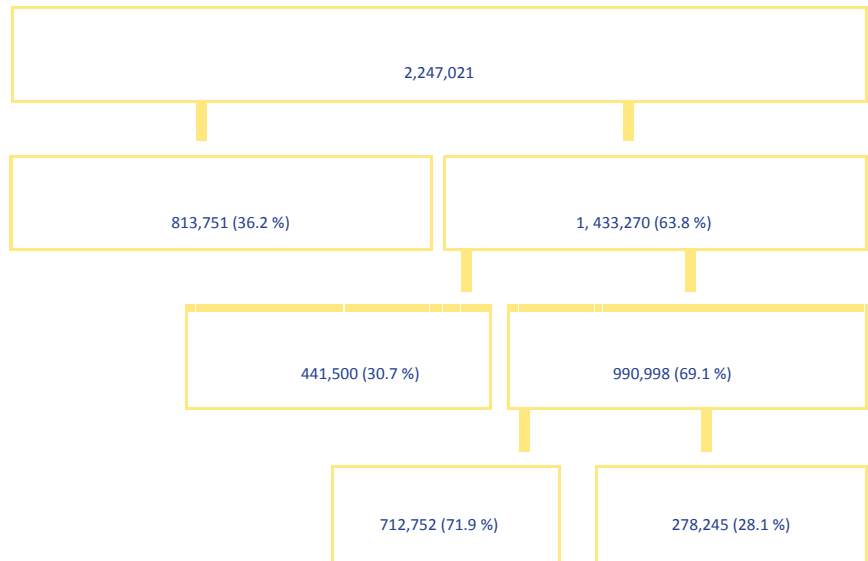 2,247,021
813,751 (36.2 %)
1, 433,270 (63.8 %)
441,500 (30.7 %)
990,998 (69.1 %)
712,752 (71.9 %)
278,245 (28.1 %)